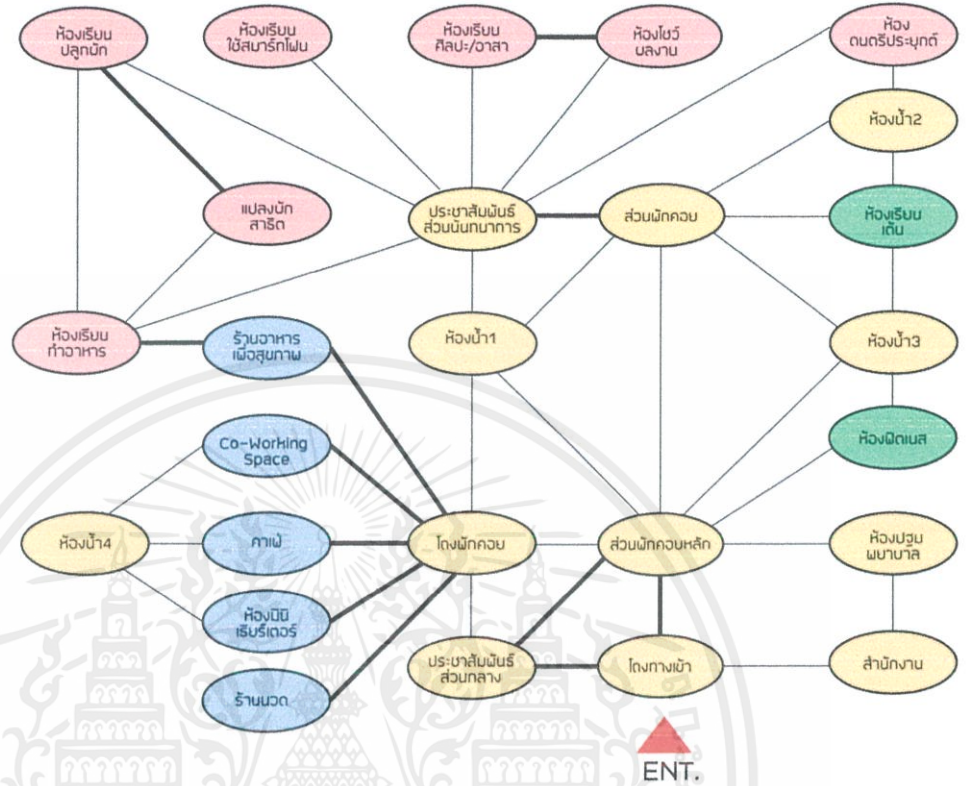 ห้องเรียน
ปลูกผัก
ห้องเรียน
ใช้สมาร์ทโฟน
ห้องเรียน
ศิลปะ/อาสา
ห้องโชว์
ผลงาน
ห้อง
ดนตรีประยุกต์
ห้องน้ำ2
แปลงผัก
สาธิต
ประชาสัมพันธ์
ส่วนนันทนาการ
ส่วนพักคอย
ห้องเรียน
เต้น
ห้องเรียน
ทำอาหาร
ร้านอาหาร
เพื่อสุขภาพ
ห้องน้ำ1
ห้องน้ำ3
Co-Working
Space
ห้องฟิตเนส
ห้องน้ำ4
คาเฟ่
โถงพักคอย
ส่วนพักคอยหลัก
ห้องปฐม
พยาบาล
ห้องมินิ
เธียร์เตอร์
ประชาสัมพันธ์
ส่วนกลาง
โถงทางเข้า
สำนักงาน
ร้านนวด
ENT.